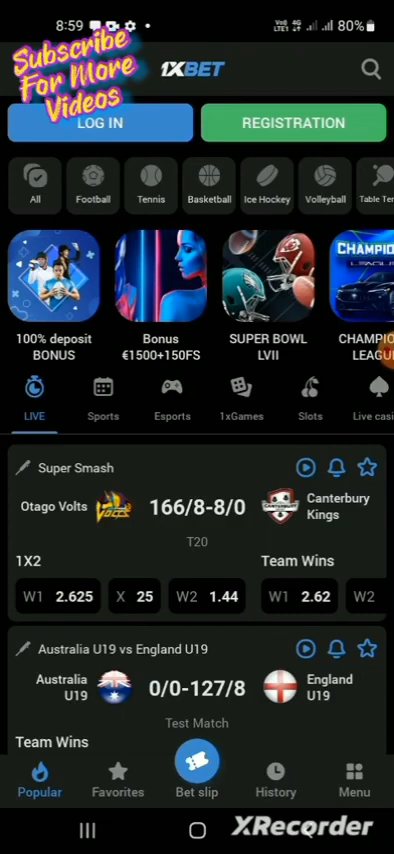 8:59
Vo))
LTE1
4G
80%
Subscribe
For More
Videos
1XBET
LOG IN
REGISTRATION
All
Football
Tennis
Basketball
Ice Hockey
Volleyball
Table Ten
100% deposit
BONUS
Bonus
€1500+150FS
SUPER BOWL
LVII
CHAMPIO
LEAGU
LIVE
Sports
Esports
1xGames
Slots
Live casi
Super Smash
Otago Volts
166/8-8/0
Canterbury
Kings
T20
1X2
Team Wins
W1 2.625
X 25
W2 1.44
W1 2.62
W2
Australia U19 vs England U19
Australia
U19
0/0-127/8
England
U19
Test Match
Team Wins
Popular
Favorites
Bet slip
History
Menu
XRecorder